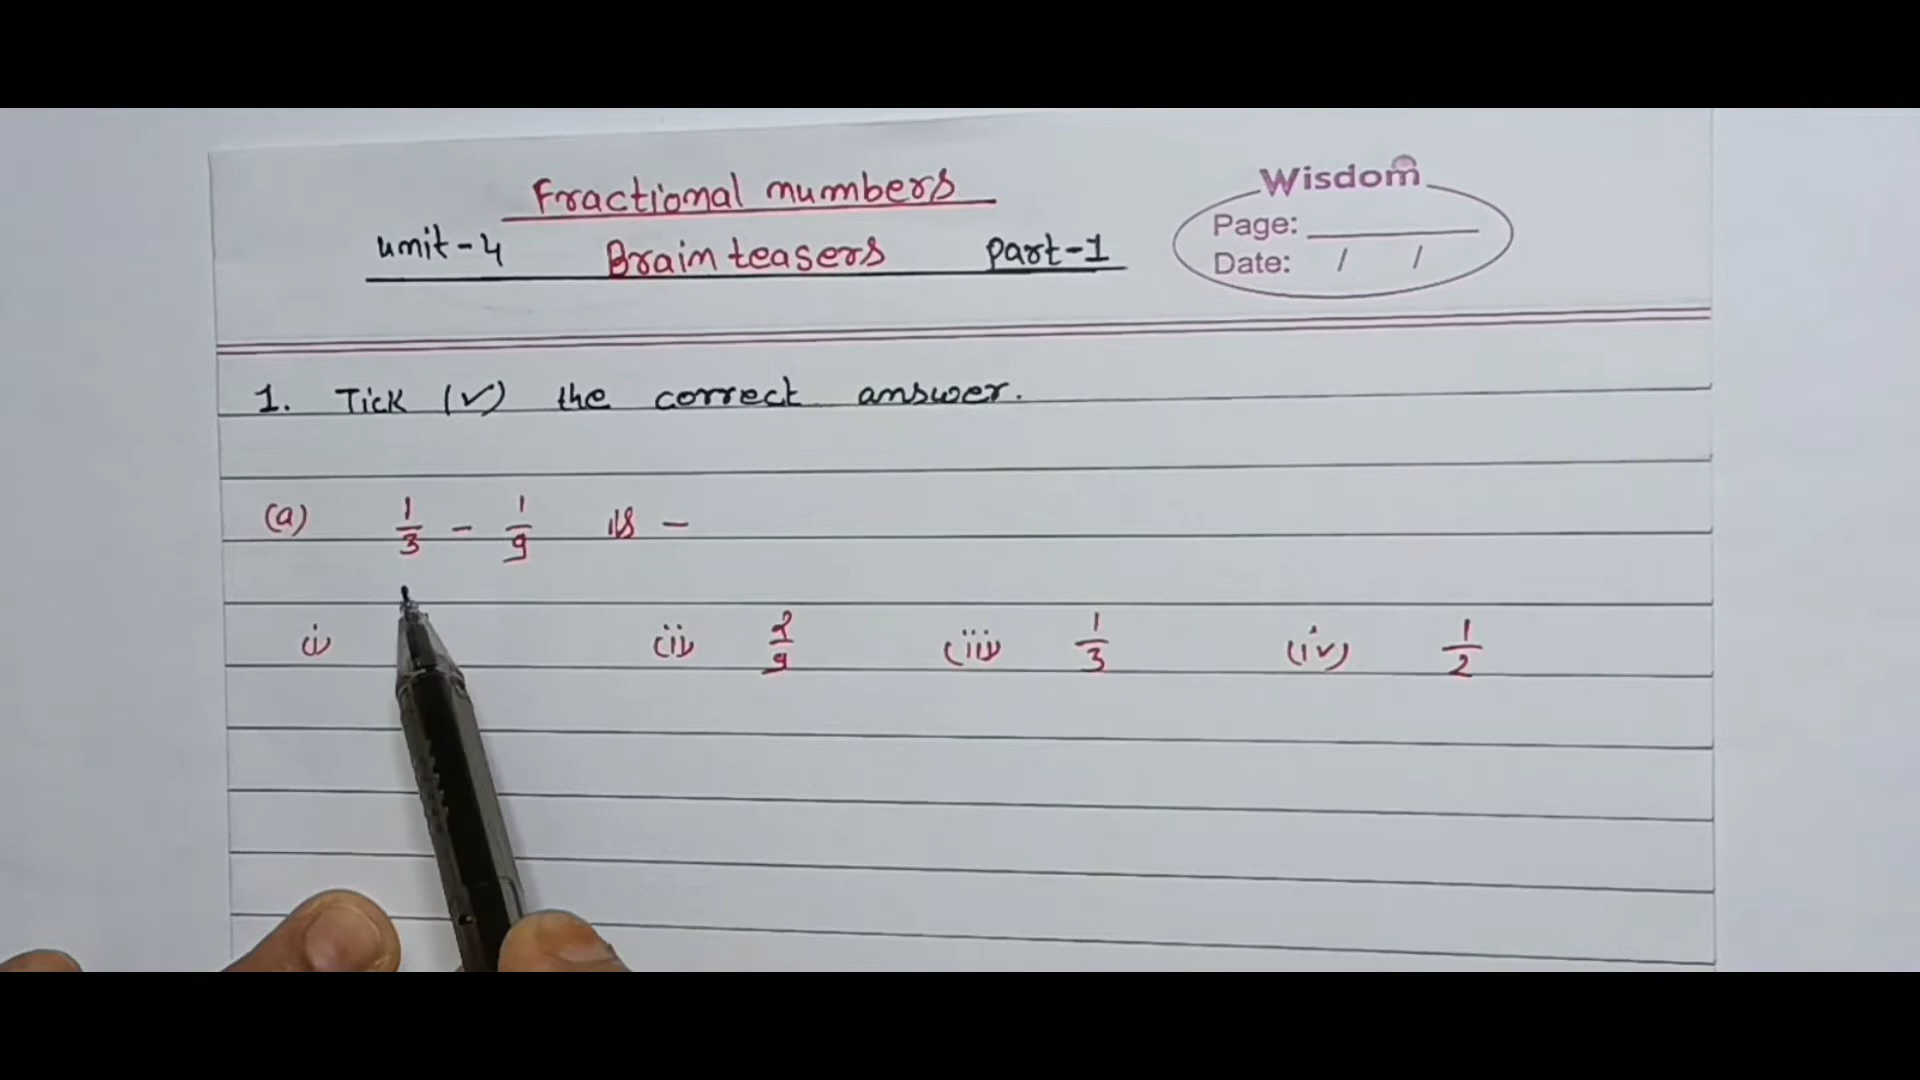 Fractional numbers
Wisdom
Page:
unit-4 Brain teasers part-1
Date: / /
1. Tick (✓) the correct answer.
(a) 1/3 - 1/9 is -
(i) (ii) 2/9 (iii) 1/3 (iv) 1/2